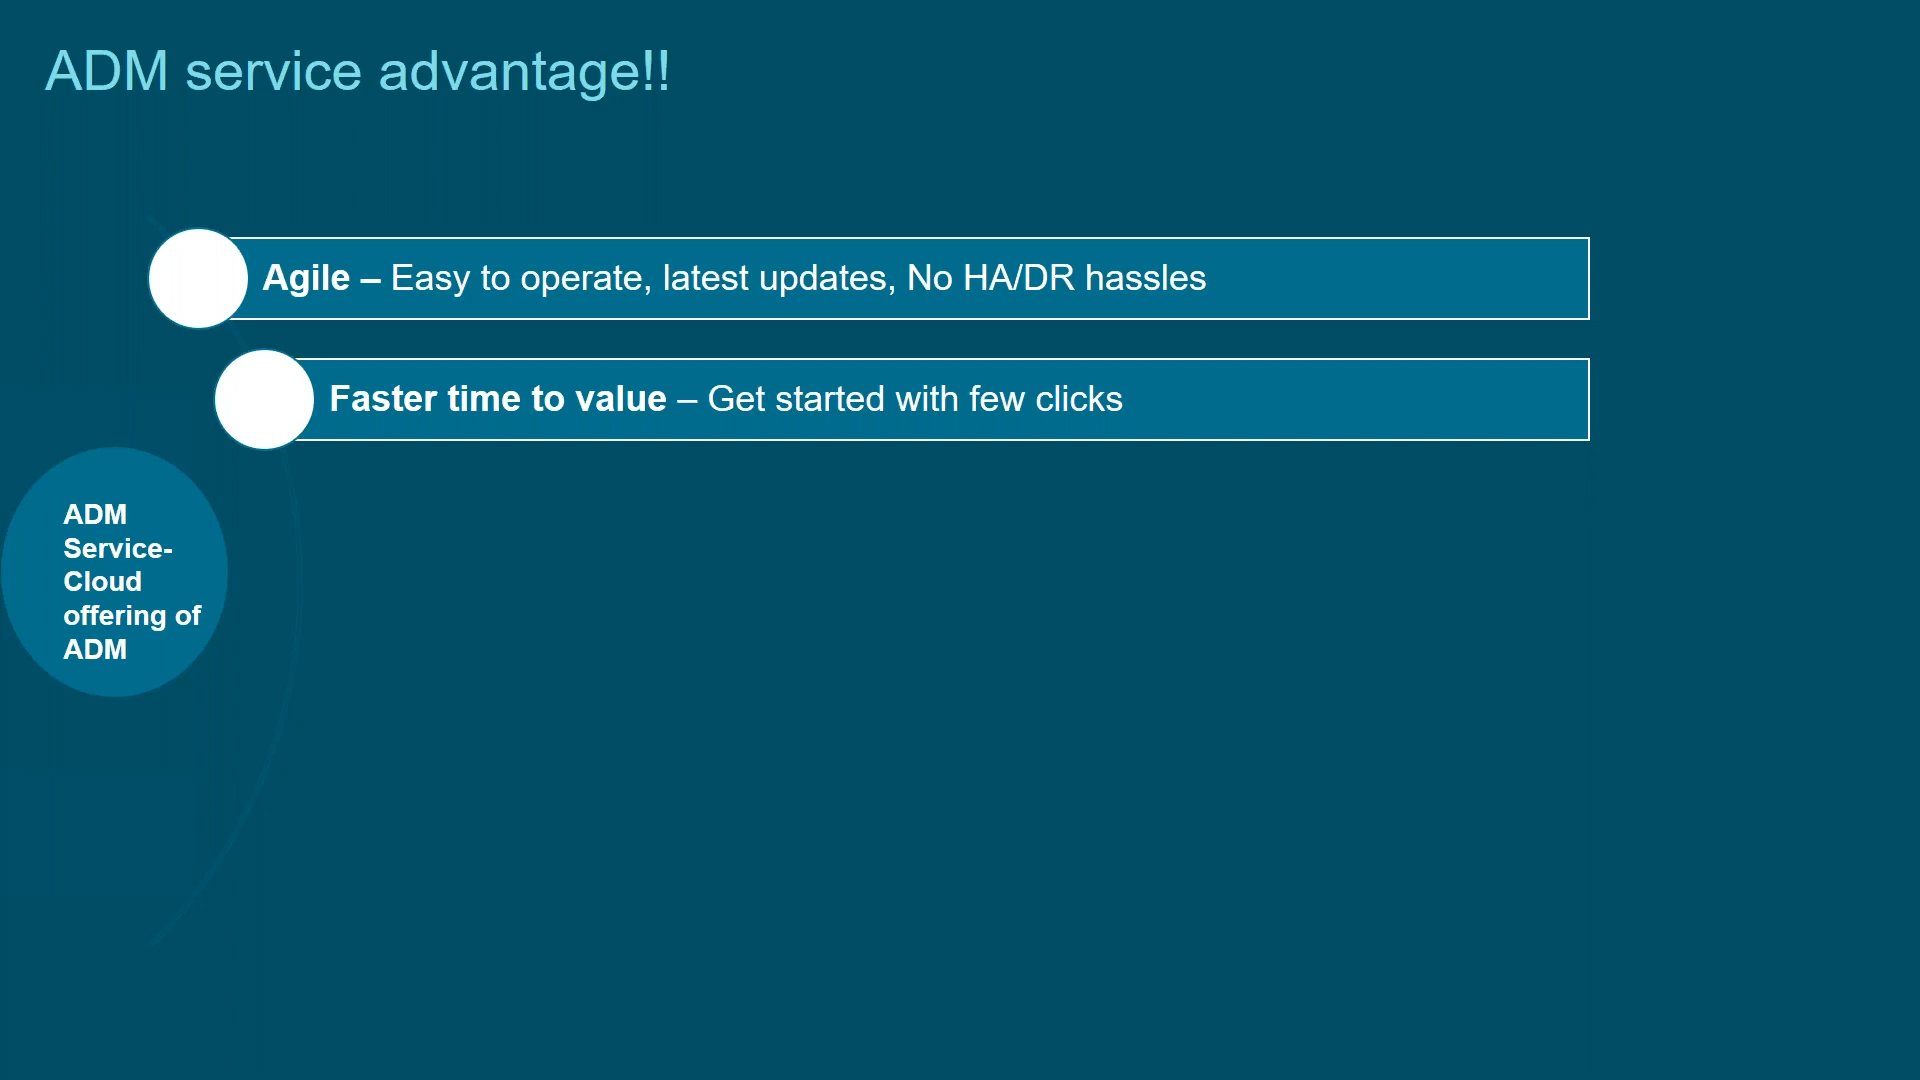 ADM service advantage!!
Agile – Easy to operate, latest updates, No HA/DR hassles
Faster time to value – Get started with few clicks
ADM
Service-
Cloud
offering of
ADM